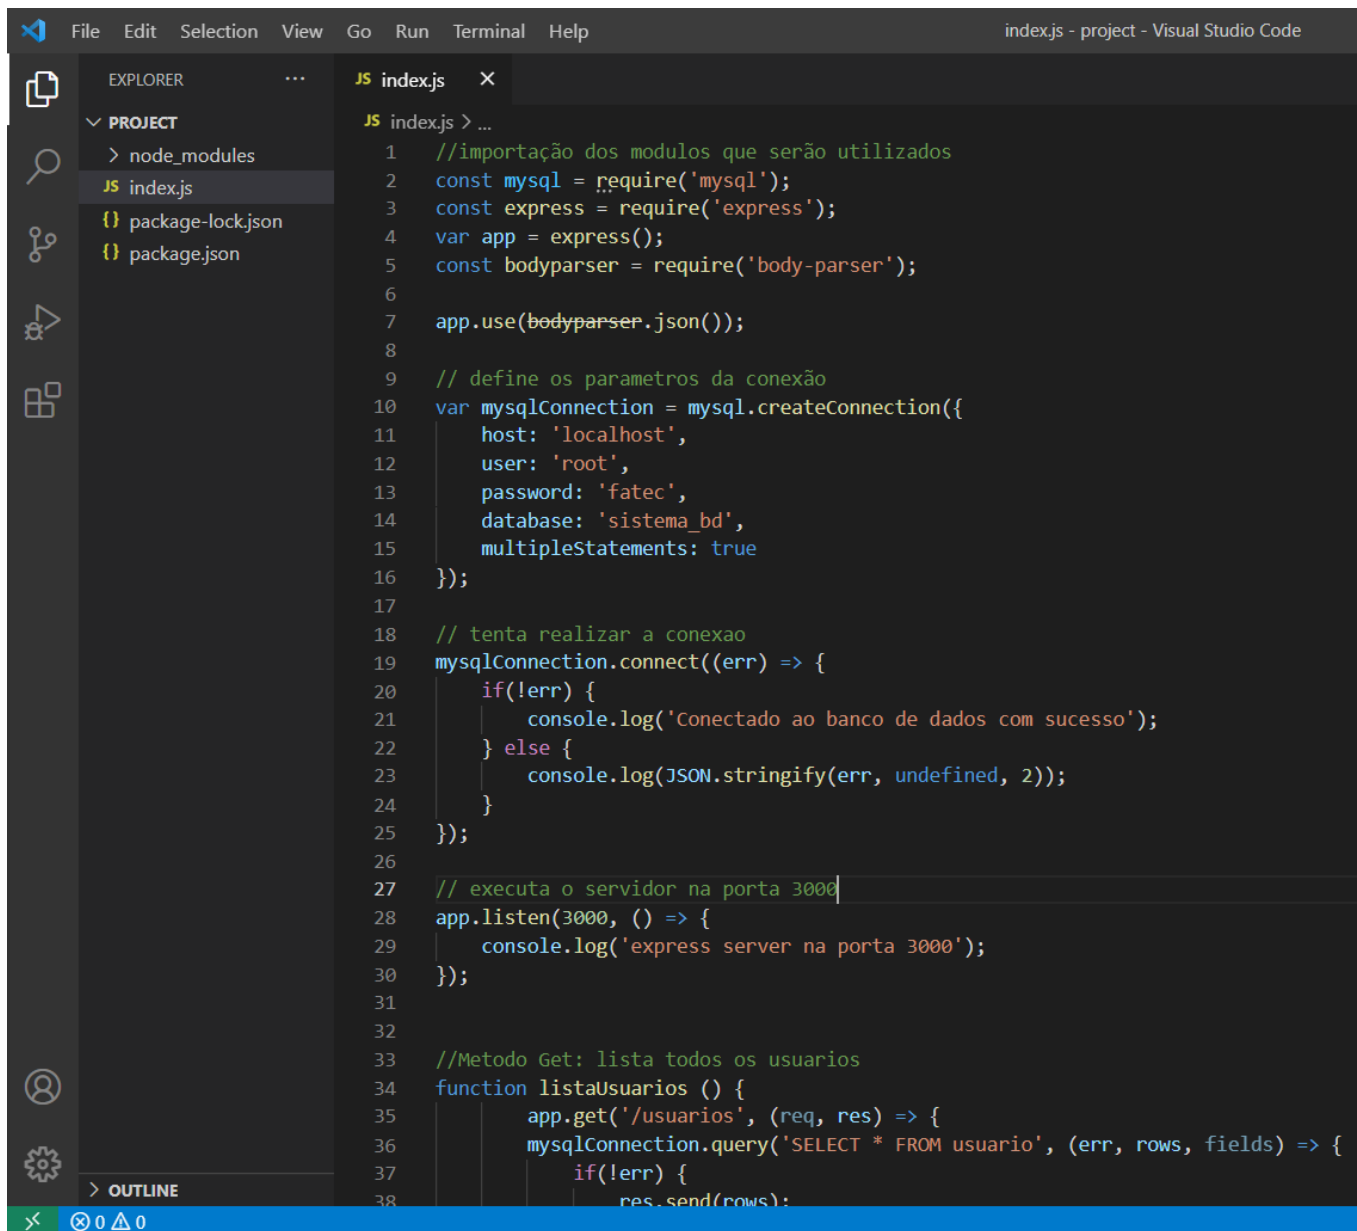 File Edit Selection View Go Run Terminal Help
index.js - project - Visual Studio Code
EXPLORER ...
PROJECT
> node_modules
JS index.js
{} package-lock.json
{} package.json
> OUTLINE
JS index.js ×
JS index.js > ...
1 //importação dos modulos que serão utilizados
2 const mysql = require('mysql');
3 const express = require('express');
4 var app = express();
5 const bodyparser = require('body-parser');
6
7 app.use(bodyparser.json());
8
9 // define os parametros da conexão
10 var mysqlConnection = mysql.createConnection({
11 host: 'localhost',
12 user: 'root',
13 password: 'fatec',
14 database: 'sistema_bd',
15 multipleStatements: true
16 });
17
18 // tenta realizar a conexao
19 mysqlConnection.connect((err) => {
20 if(!err) {
21 console.log('Conectado ao banco de dados com sucesso');
22 } else {
23 console.log(JSON.stringify(err, undefined, 2));
24 }
25 });
26
27 // executa o servidor na porta 3000
28 app.listen(3000, () => {
29 console.log('express server na porta 3000');
30 });
31
32
33 //Metodo Get: lista todos os usuarios
34 function listaUsuarios () {
35 app.get('/usuarios', (req, res) => {
36 mysqlConnection.query('SELECT * FROM usuario', (err, rows, fields) => {
37 if(!err) {
38 res.send(rows);
0 0